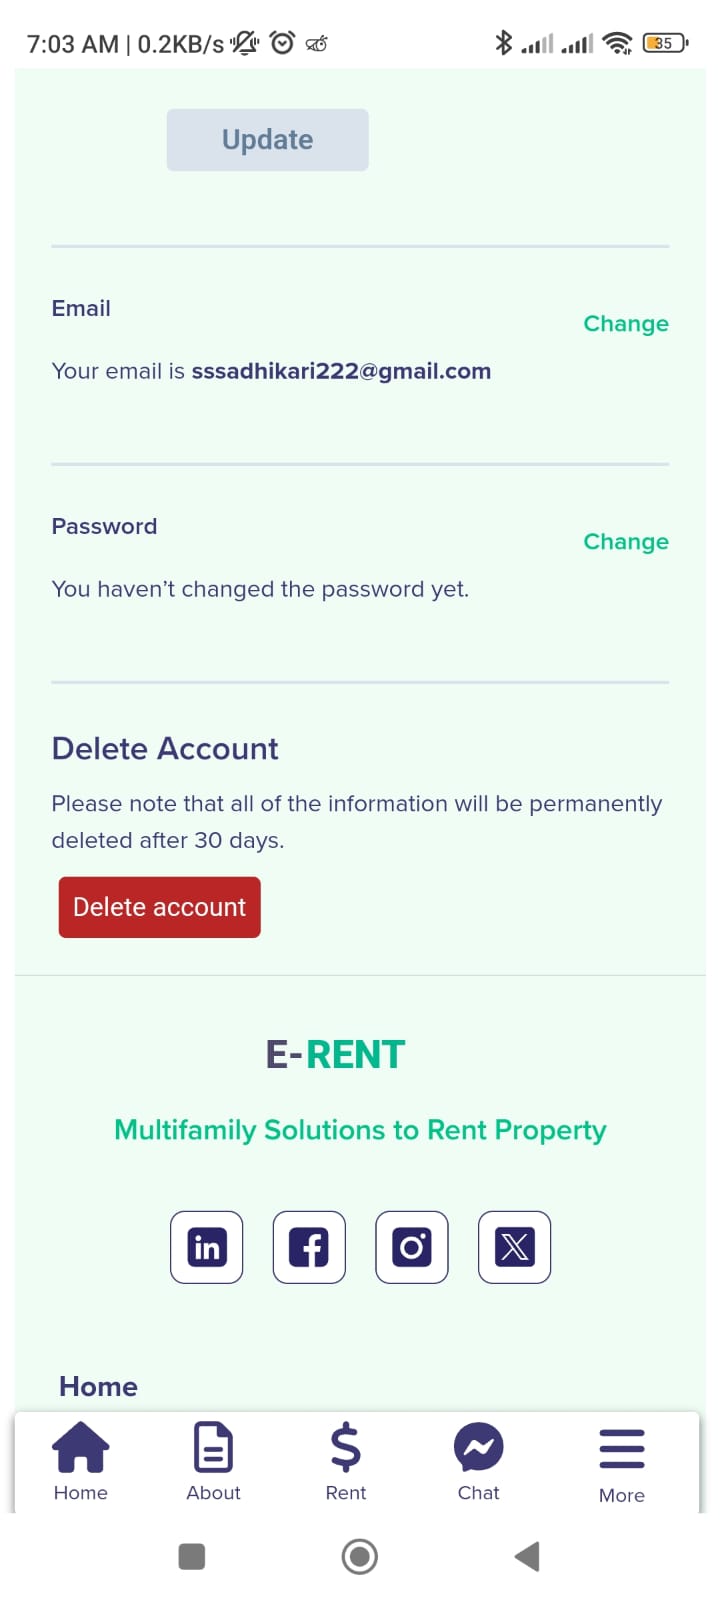 7:03 AM | 0.2KB/s
35
Update
Email
Change
Your email is sssadhikari222@gmail.com
Password
Change
You haven’t changed the password yet.
Delete Account
Please note that all of the information will be permanently
deleted after 30 days.
Delete account
E-RENT
Multifamily Solutions to Rent Property
Home
Home About Rent Chat More